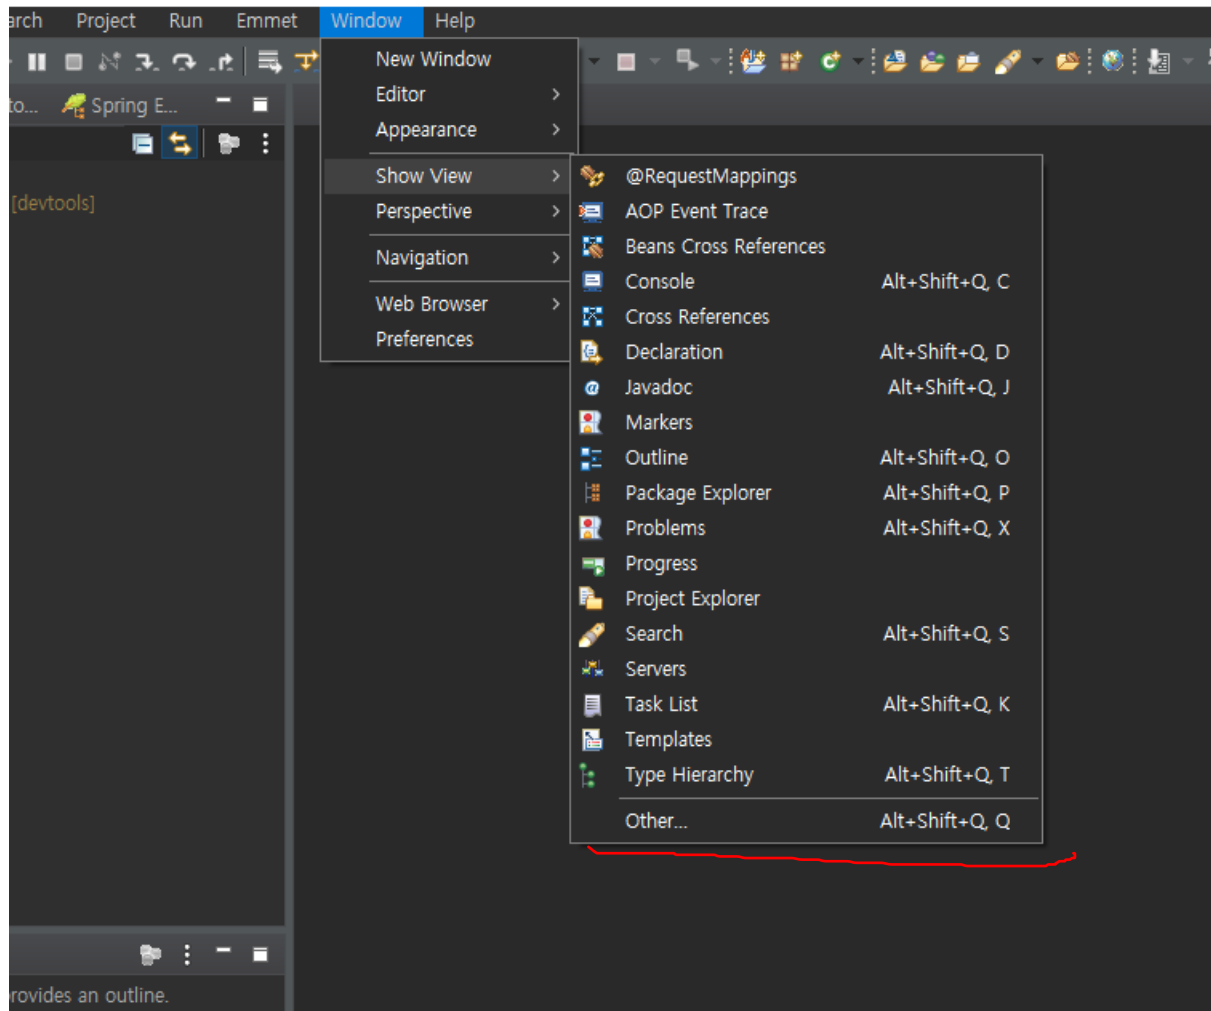 arch Project Run Emmet Window Help
to... Spring E...
[devtools]
New Window
Editor
Appearance
Show View
Perspective
Navigation
Web Browser
Preferences
@RequestMappings
AOP Event Trace
Beans Cross References
Console Alt+Shift+Q, C
Cross References
Declaration Alt+Shift+Q, D
Javadoc Alt+Shift+Q, J
Markers
Outline Alt+Shift+Q, O
Package Explorer Alt+Shift+Q, P
Problems Alt+Shift+Q, X
Progress
Project Explorer
Search Alt+Shift+Q, S
Servers
Task List Alt+Shift+Q, K
Templates
Type Hierarchy Alt+Shift+Q, T
Other... Alt+Shift+Q, Q
rovides an outline.